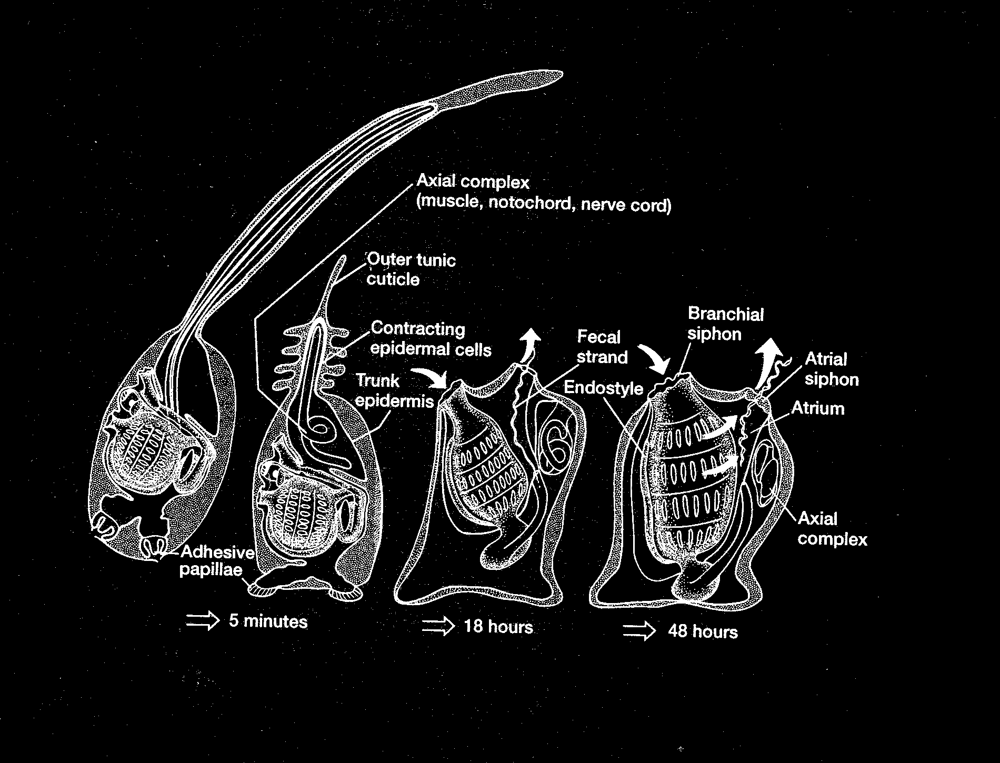 Axial complex
(muscle, notochord, nerve cord)
Outer tunic
cuticle
Contracting
epidermal cells
Trunk
epidermis
Fecal
strand
Endostyle
Branchial
siphon
Atrial
siphon
Atrium
Axial
complex
Adhesive
papillae
5 minutes
18 hours
48 hours